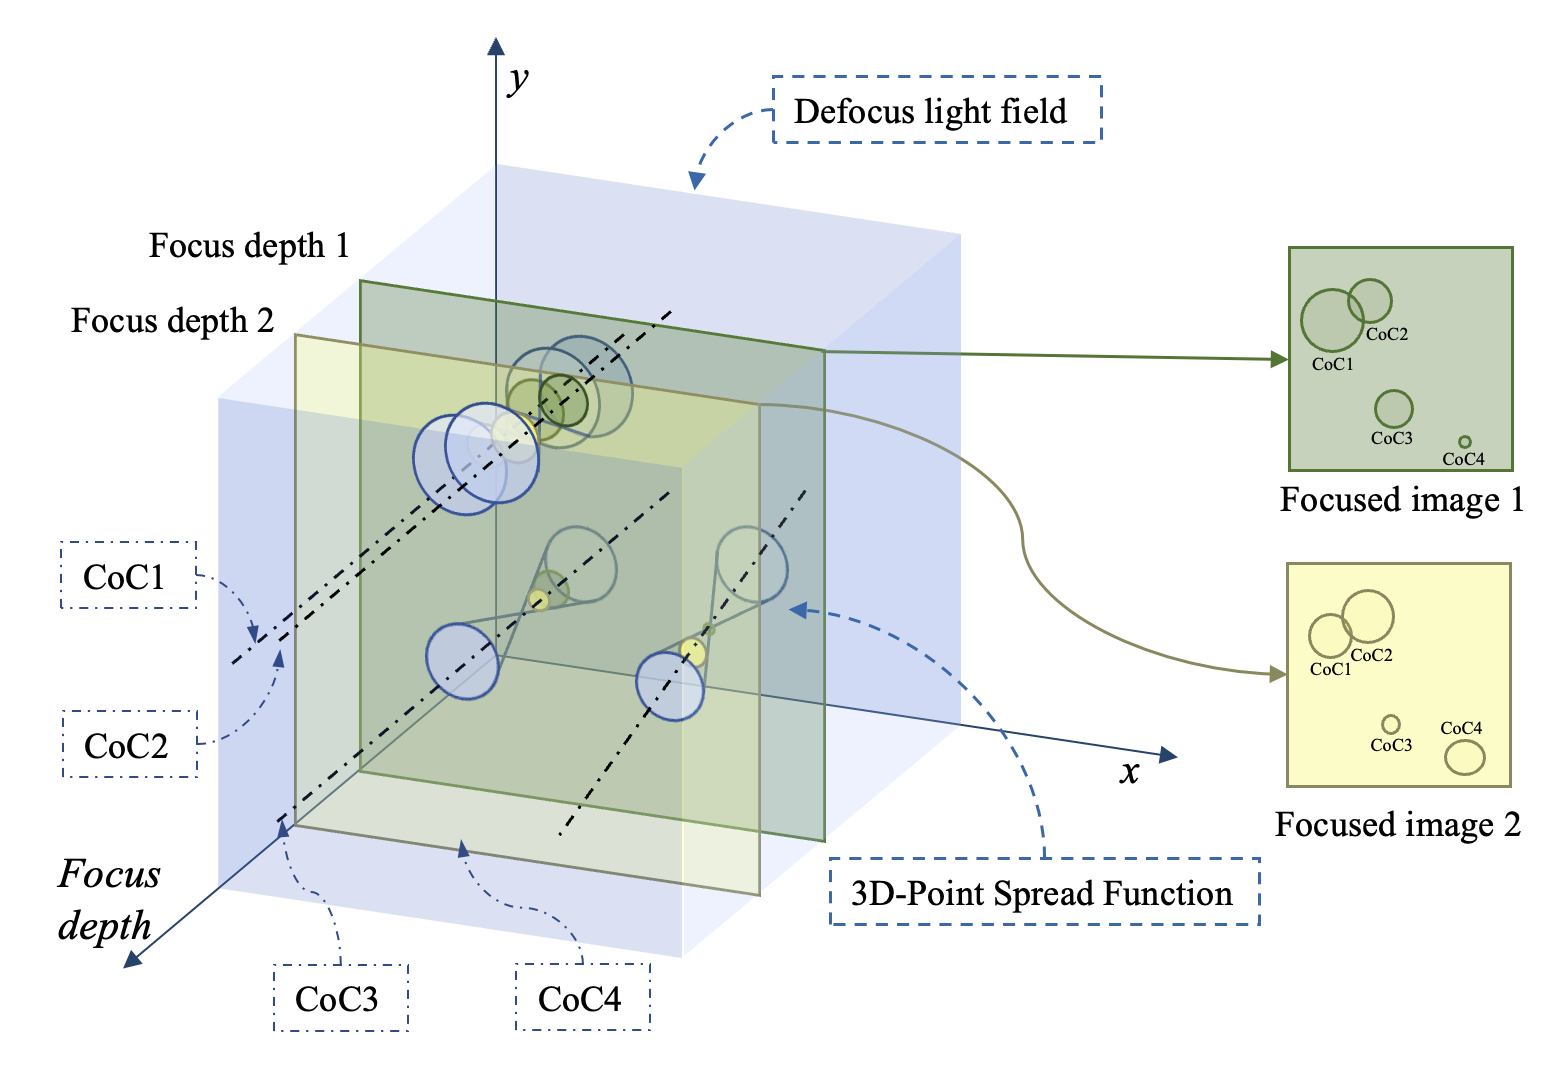 y
Defocus light field
Focus depth 1
Focus depth 2
CoC2
CoC1
CoC3
CoC4
Focused image 1
CoC1
CoC2
CoC1
CoC2
CoC3
CoC4
x
Focused image 2
Focus
depth
3D-Point Spread Function
CoC3
CoC4